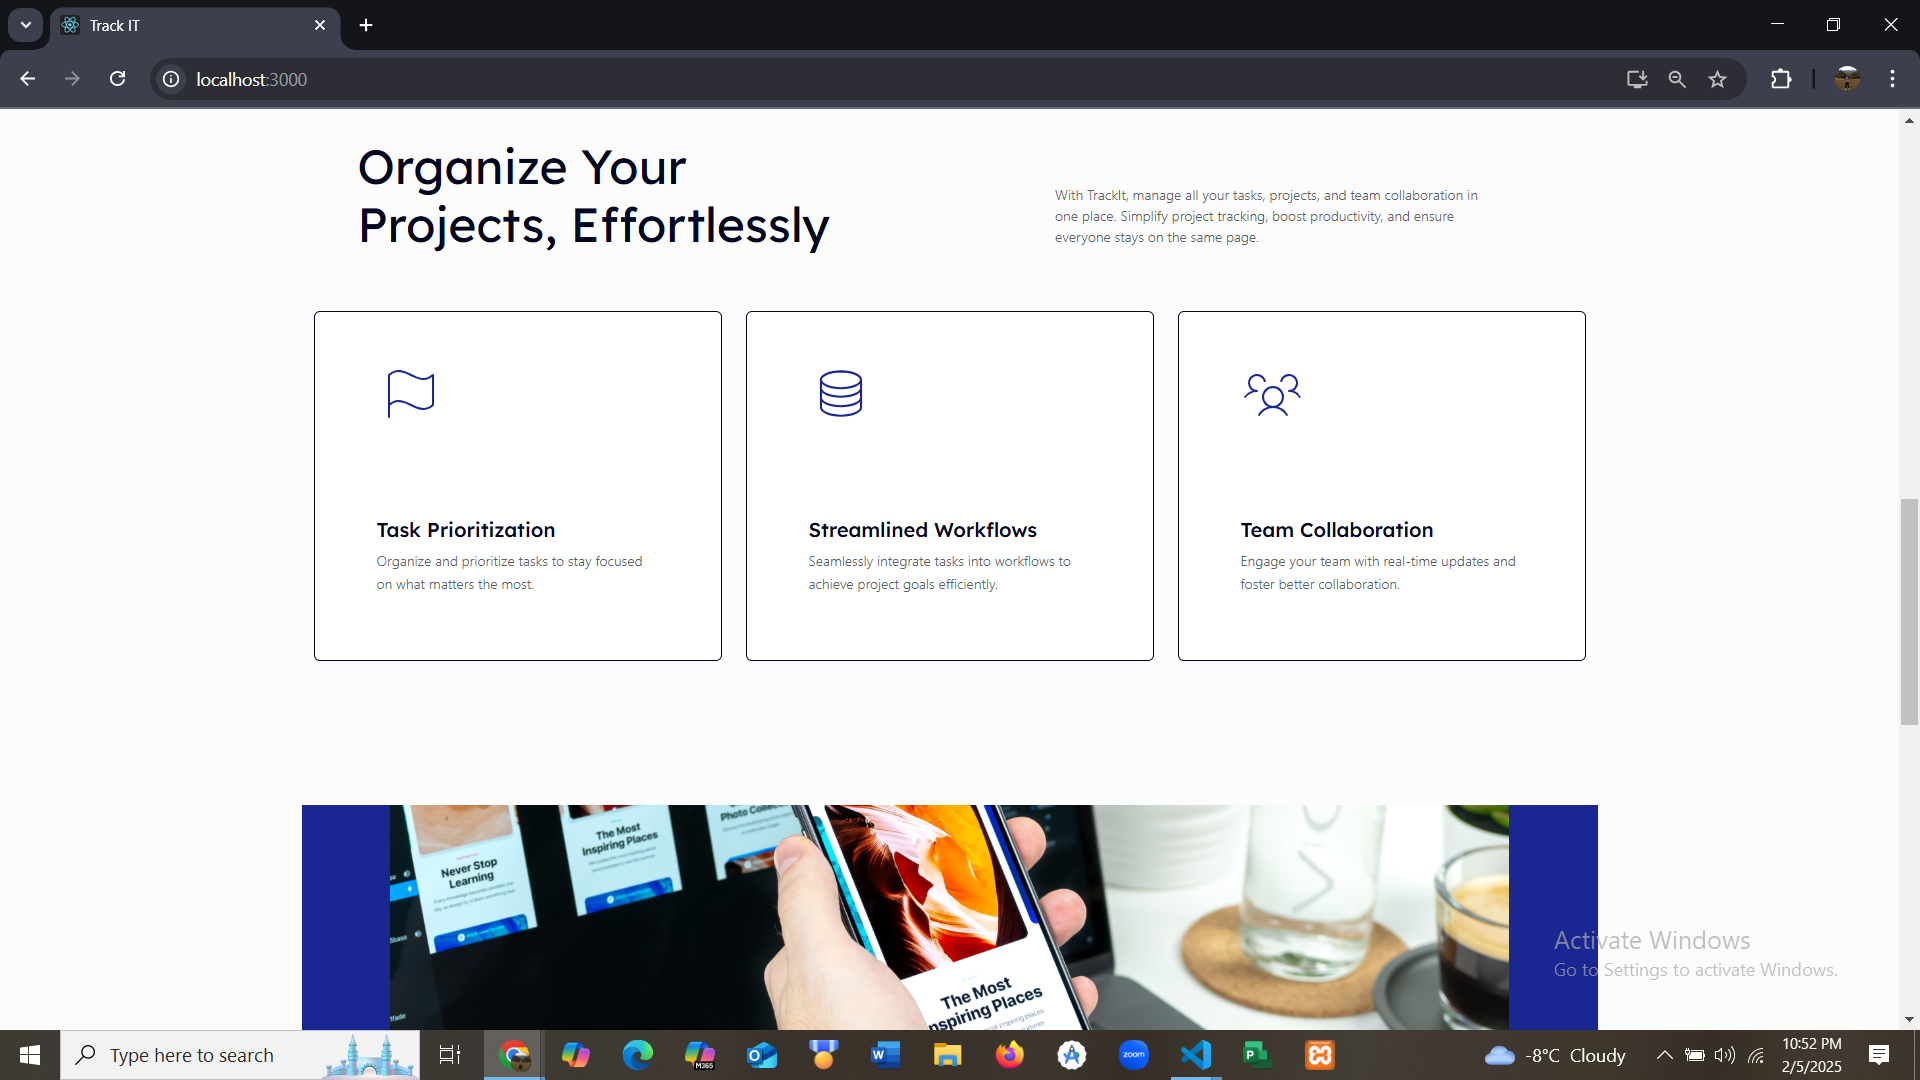 Track IT
localhost:3000
Organize Your
Projects, Effortlessly
With TrackIt, manage all your tasks, projects, and team collaboration in
one place. Simplify project tracking, boost productivity, and ensure
everyone stays on the same page.
Task Prioritization
Organize and prioritize tasks to stay focused
on what matters the most.
Streamlined Workflows
Seamlessly integrate tasks into workflows to
achieve project goals efficiently.
Team Collaboration
Engage your team with real-time updates and
foster better collaboration.
Photo
The Most
Inspiring Places
Never Stop
Learning
The Most
Inspiring Places
Activate Windows
Go to Settings to activate Windows.
Type here to search
M365
zoom
-8°C Cloudy
10:52 PM
2/5/2025